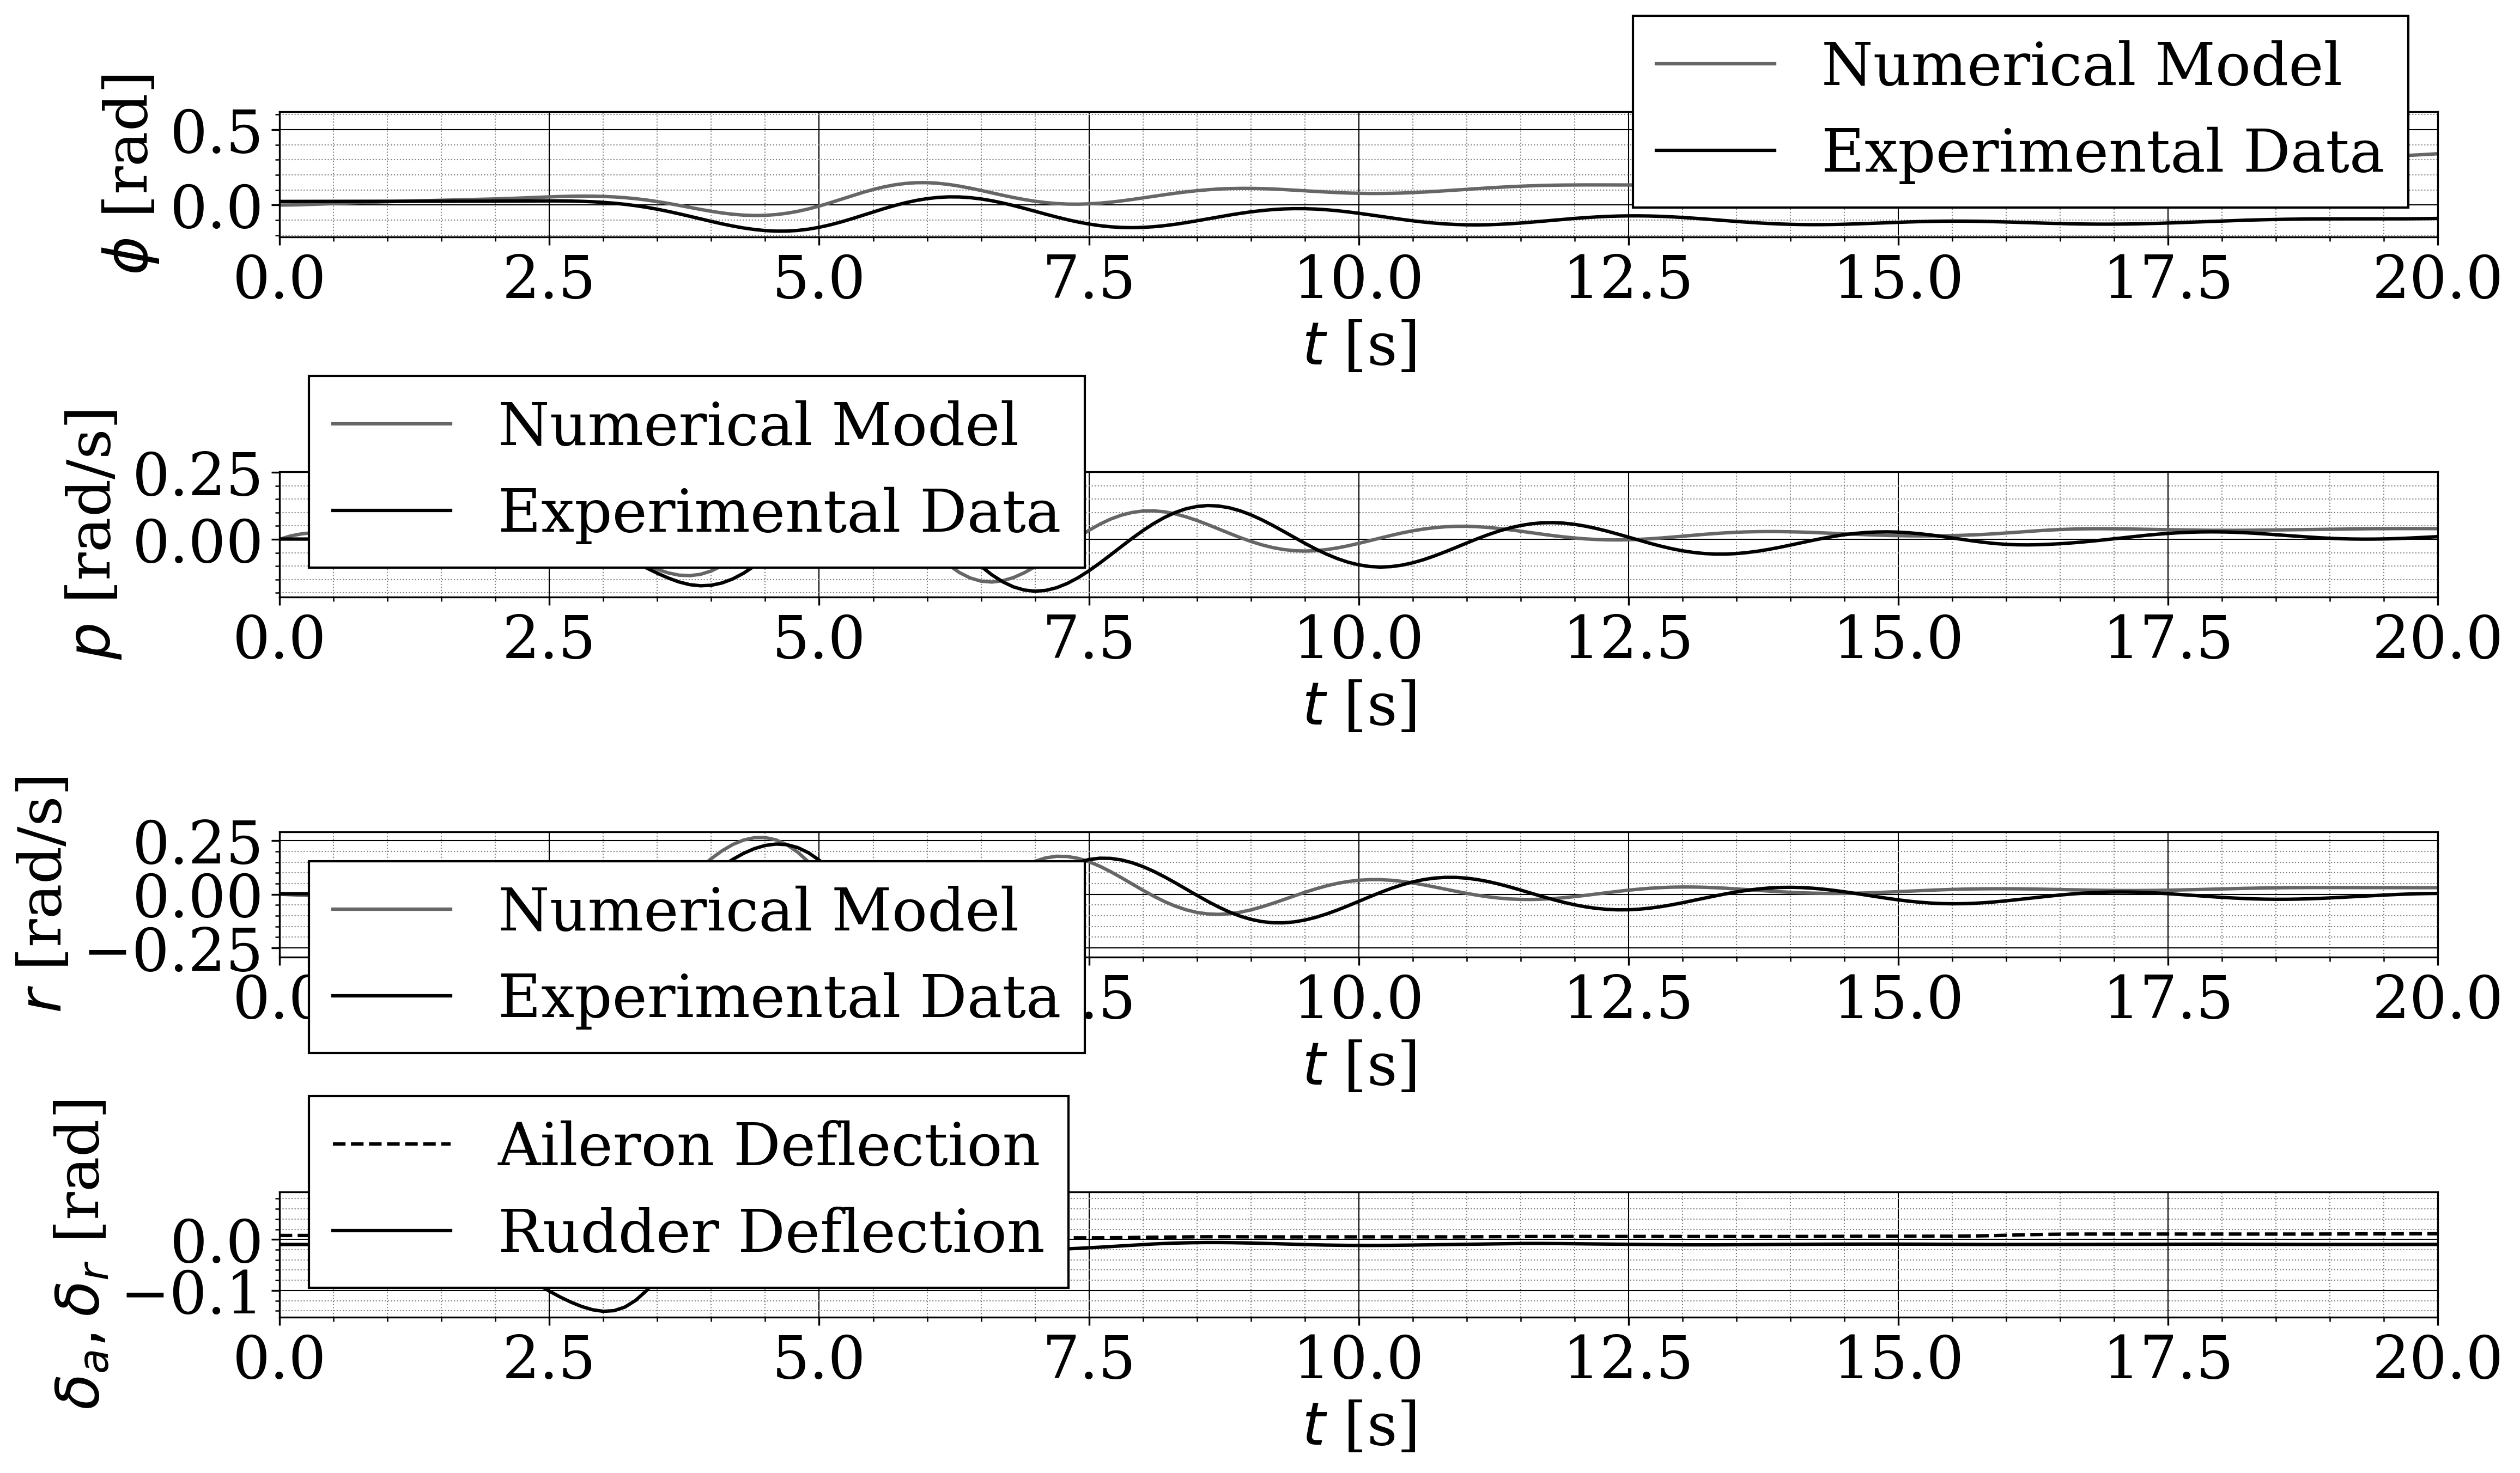 Numerical Model
Experimental Data
ϕ [rad]
0.5
0.0
0.0 2.5 5.0 7.5 10.0 12.5 15.0 17.5 20.0
t [s]
Numerical Model
Experimental Data
p [rad/s]
0.25
0.00
0.0 2.5 5.0 7.5 10.0 12.5 15.0 17.5 20.0
t [s]
r [rad/s]
0.25
0.00
−0.25
Numerical Model
Experimental Data
0.0 .5 10.0 12.5 15.0 17.5 20.0
t [s]
Aileron Deflection
Rudder Deflection
δa, δr [rad]
0.0
−0.1
0.0 2.5 5.0 7.5 10.0 12.5 15.0 17.5 20.0
t [s]